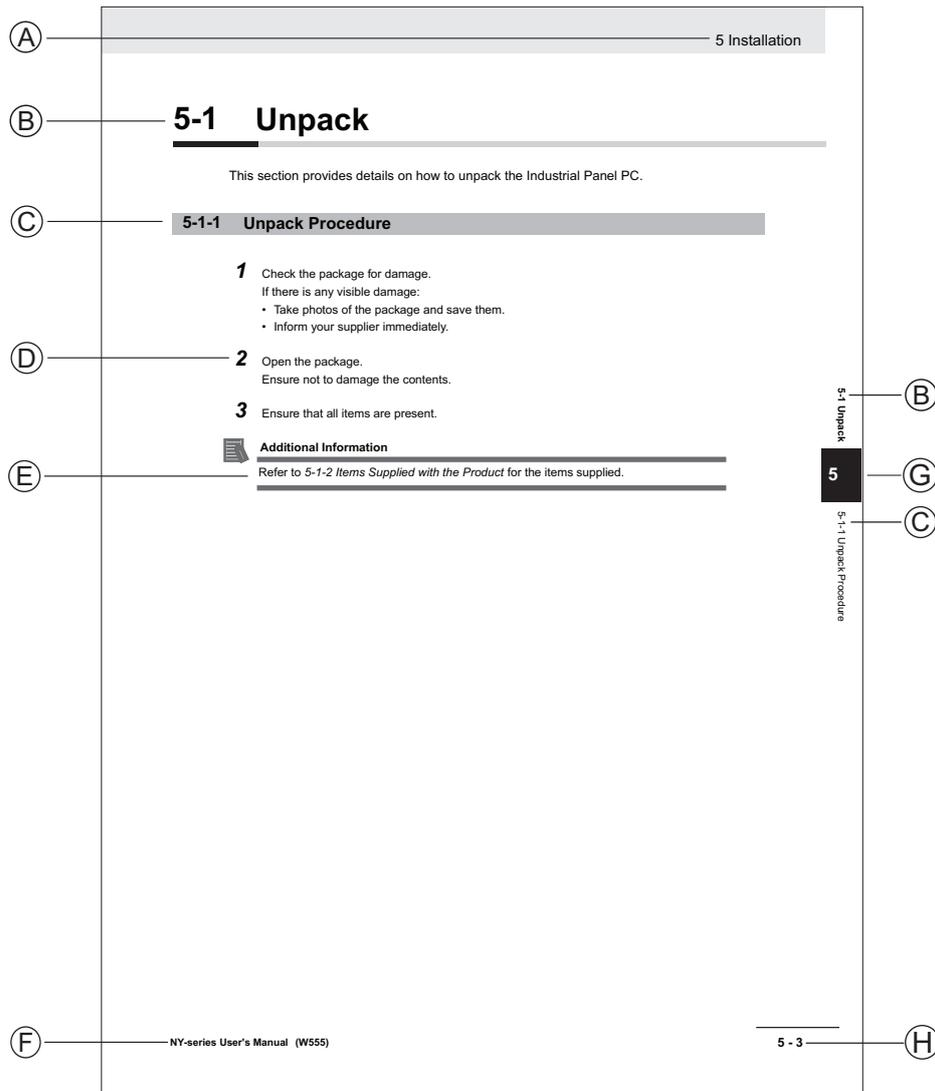 A
5 Installation
B
5-1 Unpack
This section provides details on how to unpack the Industrial Panel PC.
C
5-1-1 Unpack Procedure
1 Check the package for damage.
If there is any visible damage:
• Take photos of the package and save them.
• Inform your supplier immediately.
D
2 Open the package.
Ensure not to damage the contents.
3 Ensure that all items are present.
Additional Information
E
Refer to 5-1-2 Items Supplied with the Product for the items supplied.
5-1 Unpack
B
5
G
5-1-1 Unpack Procedure
C
F
NY-series User's Manual (W555)
5 - 3
H